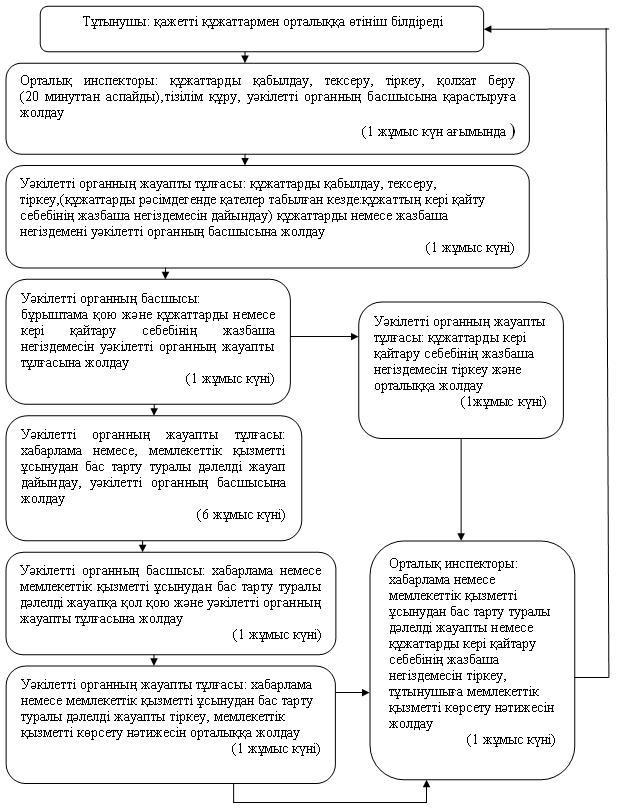 Тұтынушы: қажетті құжаттармен орталыққа өтініш білдіреді
Орталық инспекторы: құжаттарды қабылдау, тексеру, тіркеу, қолхат беру
(20 минуттан аспайды),тізілім құру, уәкілетті органның басшысына қарастыруға
жолдау
(1 жұмыс күн ағымында )
Уәкілетті органның жауапты тұлғасы: құжаттарды қабылдау, тексеру,
тіркеу,(құжаттарды рәсімдегенде қателер табылған кезде:құжаттың кері қайту
себебінің жазбаша негіздемесін дайындау) құжаттарды немесе жазбаша
негіздемені уәкілетті органның басшысына жолдау
(1 жұмыс күні)
Уәкілетті органның басшысы:
бұрыштама қою және құжаттарды немесе
кері қайтару себебінің жазбаша
негіздемесін уәкілетті органның жауапты
тұлғасына жолдау
(1 жұмыс күні)
Уәкілетті органның жауапты
тұлғасы: құжаттарды кері
қайтару себебінің жазбаша
негіздемесін тіркеу және
орталыққа жолдау
(1жұмыс күні)
Уәкілетті органның жауапты тұлғасы:
хабарлама немесе, мемлекеттік қызметті
ұсынудан бас тарту туралы дәлелді жауап
дайындау, уәкілетті органның басшысына
жолдау
(6 жұмыс күні)
Уәкілетті органның басшысы: хабарлама немесе
мемлекеттік қызметті ұсынудан бас тарту туралы
дәлелді жауапқа қол қою және уәкілетті органның
жауапты тұлғасына жолдау
(1 жұмыс күні)
Уәкілетті органның жауапты тұлғасы: хабарлама
немесе мемлекеттік қызметті ұсынудан бас тарту
туралы дәлелді жауапты тіркеу, мемлекеттік
қызметті көрсету нәтижесін орталыққа жолдау
(1 жұмыс күні)
Орталық инспекторы:
хабарлама немесе
мемлекеттік қызметті
ұсынудан бас тарту туралы
дәлелді жауапты немесе
құжаттарды кері қайтару
себебінің жазбаша
негіздемесін тіркеу,
тұтынушыға мемлекеттік
қызметті көрсету нәтижесін
жолдау
(1 жұмыс күні)